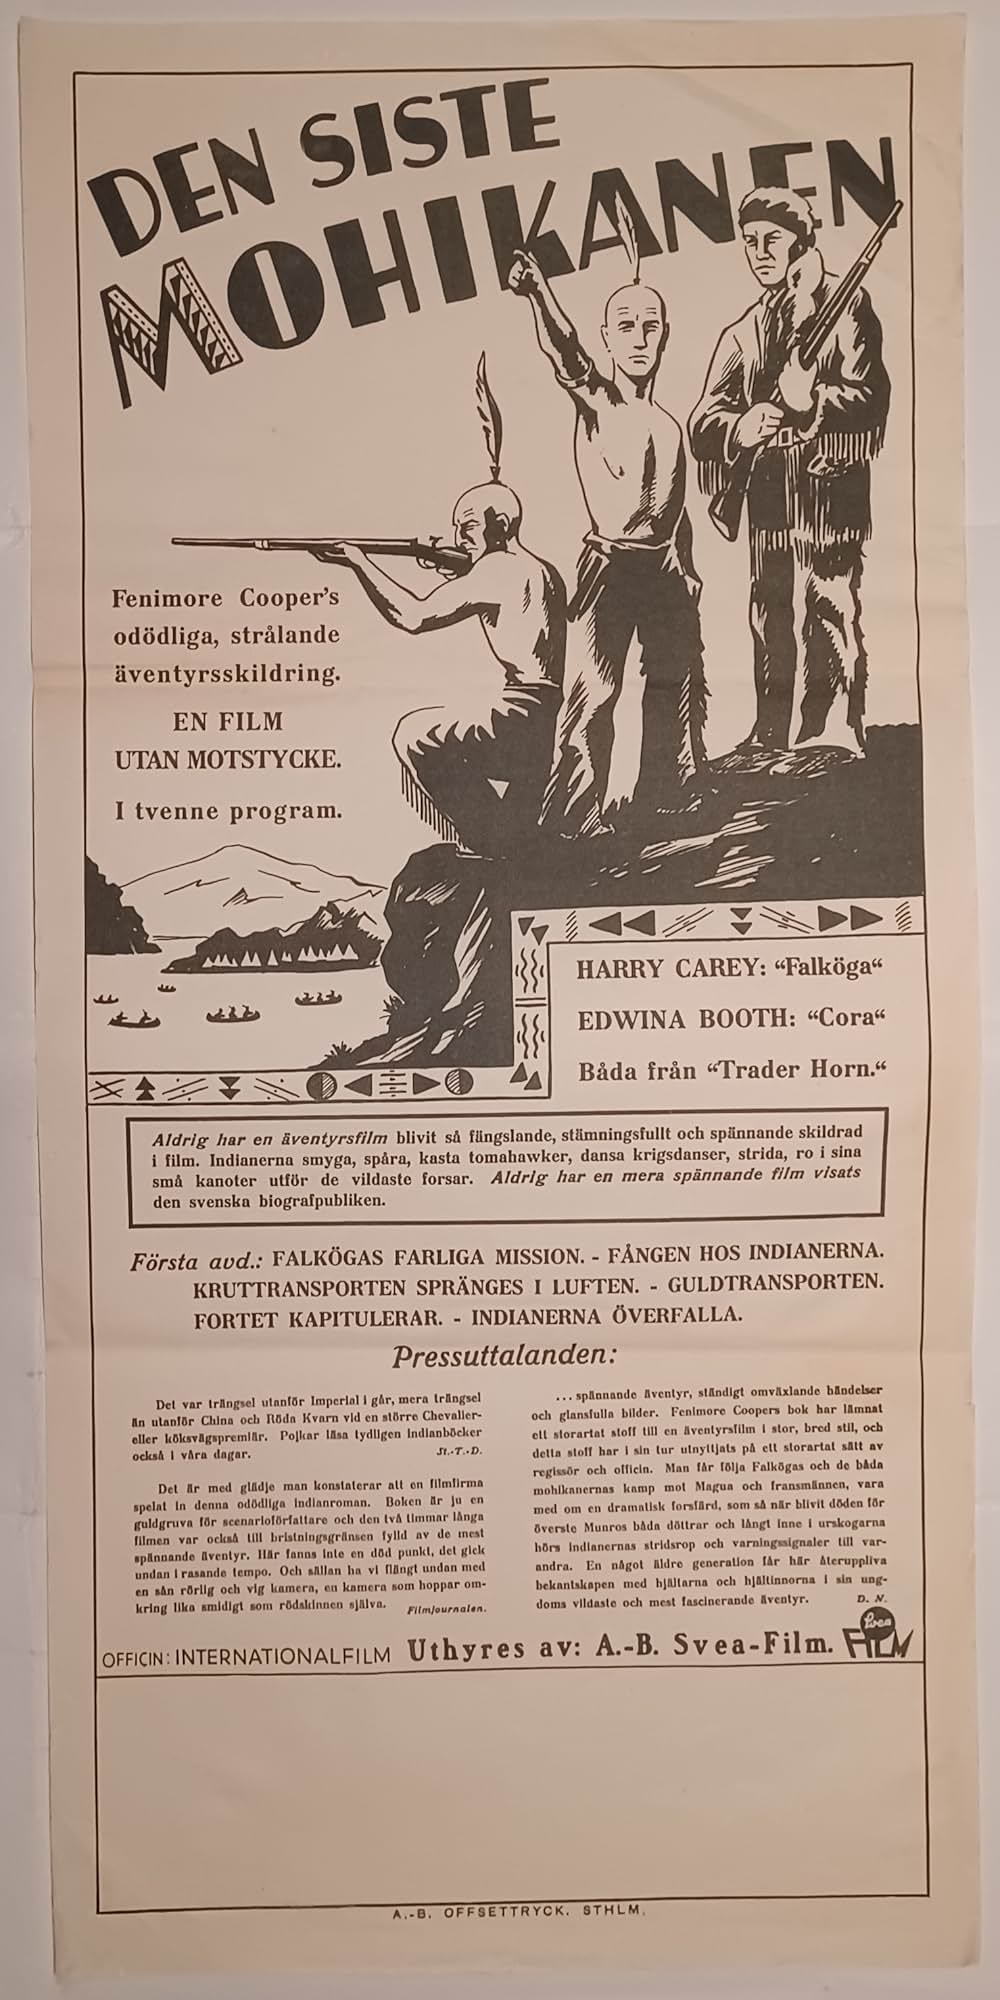 DEN SISTE
MOHIKANEN
Fenimore Cooper's
odödliga, strålande
äventyrsskildring.
EN FILM
UTAN MOTSTYCKE.
I tvenne program.
HARRY CAREY: “Falköga“
EDWINA BOOTH: “Cora“
Båda från “Trader Horn.“
Aldrig har en äventyrsfilm blivit så fängslande, stämningsfullt och spännande skildrad
i film. Indianerna smyga, spåra, kasta tomahawker, dansa krigsdanser, strida, ro i sina
små kanoter utför de vildaste forsar. Aldrig har en mera spännande film visats
den svenska biografpubliken.
Första avd.: FALKÖGAS FARLIGA MISSION. - FÅNGEN HOS INDIANERNA.
KRUTTRANSPORTEN SPRÄNGES I LUFTEN. - GULDTRANSPORTEN.
FORTET KAPITULERAR. - INDIANERNA ÖVERFALLA.
Pressuttalanden:
Det var trängsel utanför Imperial i går, mera trängsel
än utanför China och Röda Kvarn vid en större Chevalier-
eller köksvägspremiär. Pojkar läsa tydligen indianböcker
också i våra dagar. St.-T.-D.
Det är med glädje man konstaterar att en filmfirma
spelat in denna odödliga indianroman. Boken är ju en
guldgruva för scenarioförfattare och den två timmar långa
filmen var också till bristningsgränsen fylld av de mest
spännande äventyr. Här fanns inte en död punkt, det gick
undan i rasande tempo. Och sällan ha vi flängt undan med
en sån rörlig och vig kamera, en kamera som hoppar om-
kring lika smidigt som rödskinnen själva. Filmjournalen.
... spännande äventyr, ständigt omväxlande händelser
och glansfulla bilder. Fenimore Coopers bok har lämnat
ett storartat stoff till en äventyrsfilm i stor, bred stil, och
detta stoff har i sin tur utnyttjats på ett storartat sätt av
regissör och officin. Man får följa Falkögas och de båda
mohikanernas kamp mot Magua och fransmännen, vara
med om en dramatisk forsfärd, som så när blivit döden för
överste Munros båda döttrar och långt inne i urskogarna
hörs indianernas stridsrop och varningssignaler till var-
andra. En något äldre generation får här återuppliva
bekantskapen med hjältarna och hjältinnorna i sin ung-
doms vildaste och mest fascinerande äventyr. D. N.
OFFICIN: INTERNATIONALFILM Uthyres av: A.-B. Svea-Film. Svea FILM
A.-B. OFFSETTRYCK. STHLM.